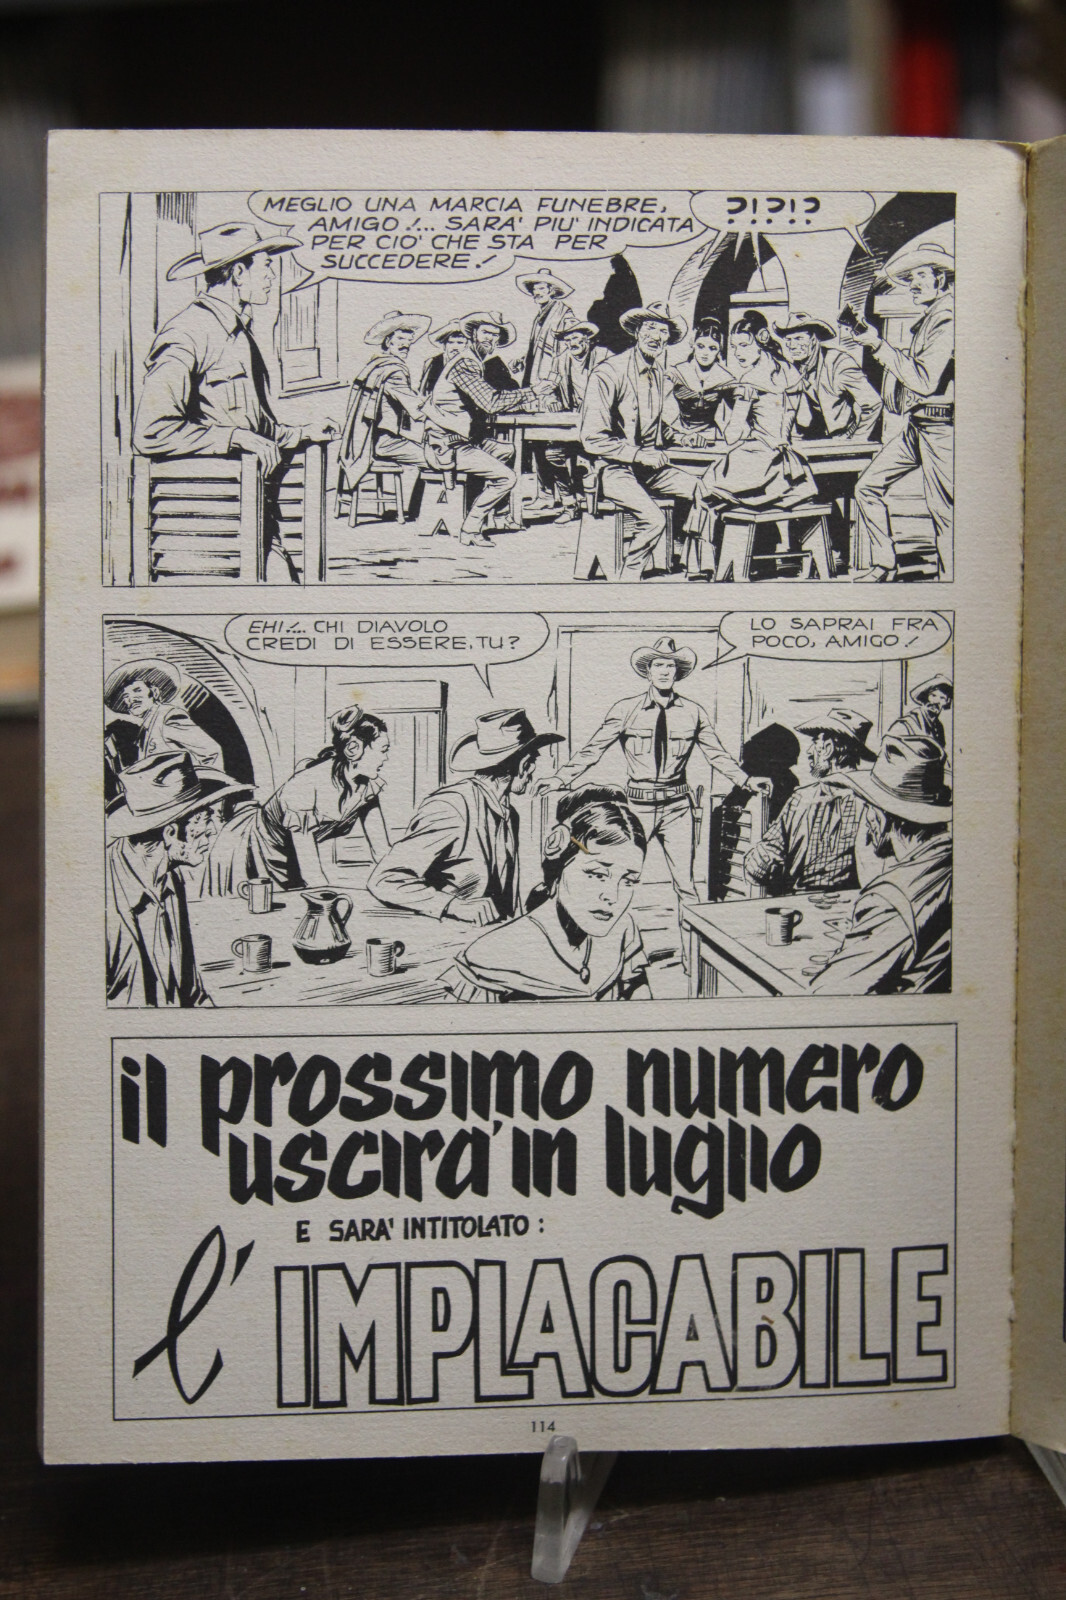 MEGLIO UNA MARCIA FUNEBRE,
AMIGO!... SARA' PIU' INDICATA
PER CIO' CHE STA PER
SUCCEDERE!
?!?!?
EHI!... CHI DIAVOLO
CREDI DI ESSERE, TU?
LO SAPRAI FRA
POCO, AMIGO!
il prossimo numero
uscira' in luglio
E SARA' INTITOLATO:
l'IMPLACABILE
114